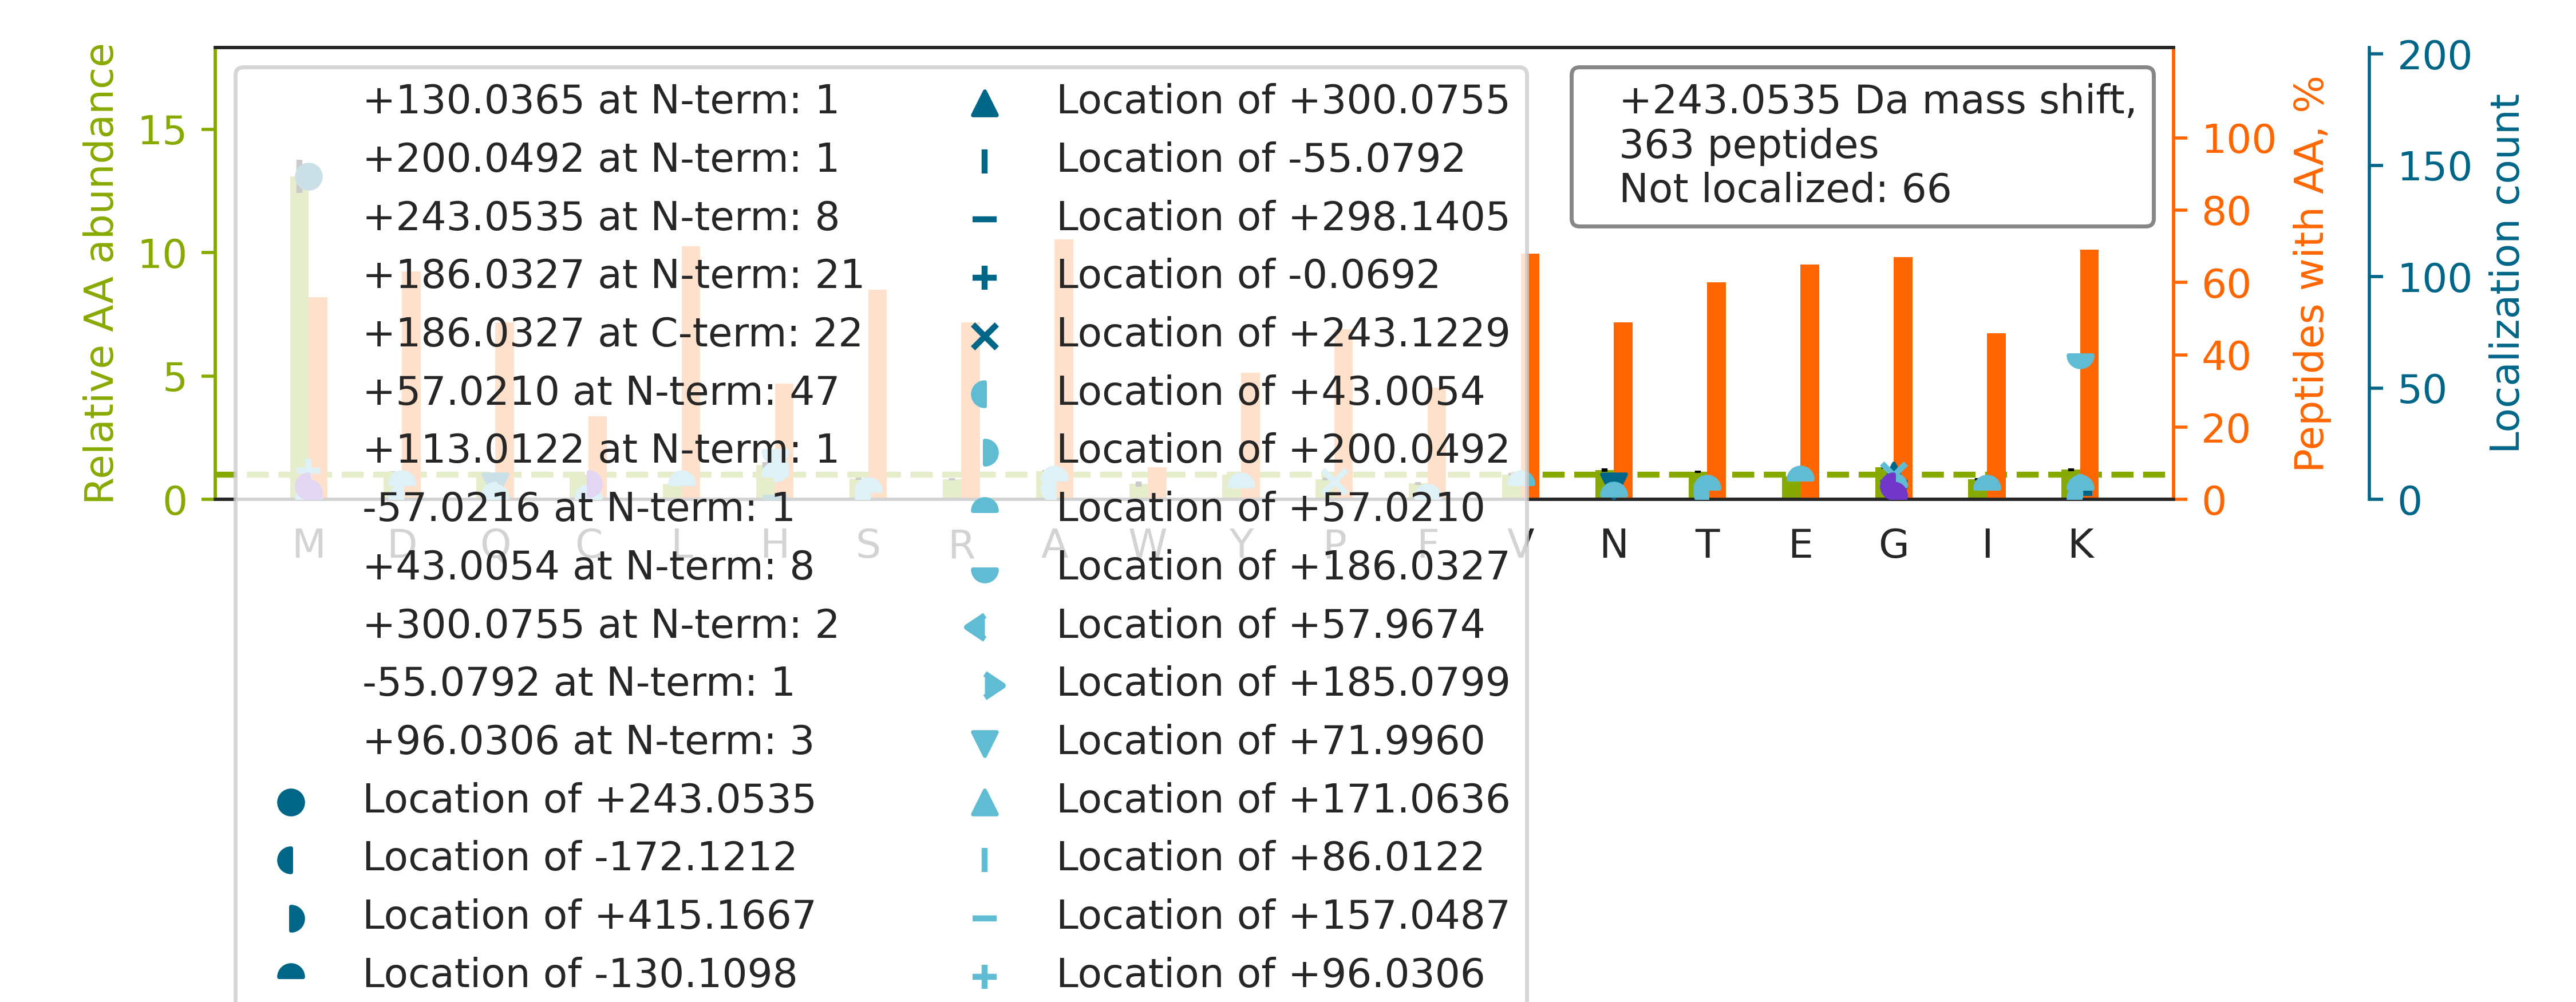 Relative AA abundance
15
10
5
0
+130.0365 at N-term: 1
+200.0492 at N-term: 1
+243.0535 at N-term: 8
+186.0327 at N-term: 21
+186.0327 at C-term: 22
+57.0210 at N-term: 47
+113.0122 at N-term: 1
-57.0216 at N-term: 1
+43.0054 at N-term: 8
+300.0755 at N-term: 2
-55.0792 at N-term: 1
+96.0306 at N-term: 3
Location of +243.0535
Location of -172.1212
Location of +415.1667
Location of -130.1098
Location of +300.0755
Location of -55.0792
Location of +298.1405
Location of -0.0692
Location of +243.1229
Location of +43.0054
Location of +200.0492
Location of +57.0210
Location of +186.0327
Location of +57.9674
Location of +185.0799
Location of +71.9960
Location of +171.0636
Location of +86.0122
Location of +157.0487
Location of +96.0306
+243.0535 Da mass shift,
363 peptides
Not localized: 66
M D Q C L H S R A W Y P F V N T E G I K
100
80
60
40
20
0
Peptides with AA, %
200
150
100
50
0
Localization count